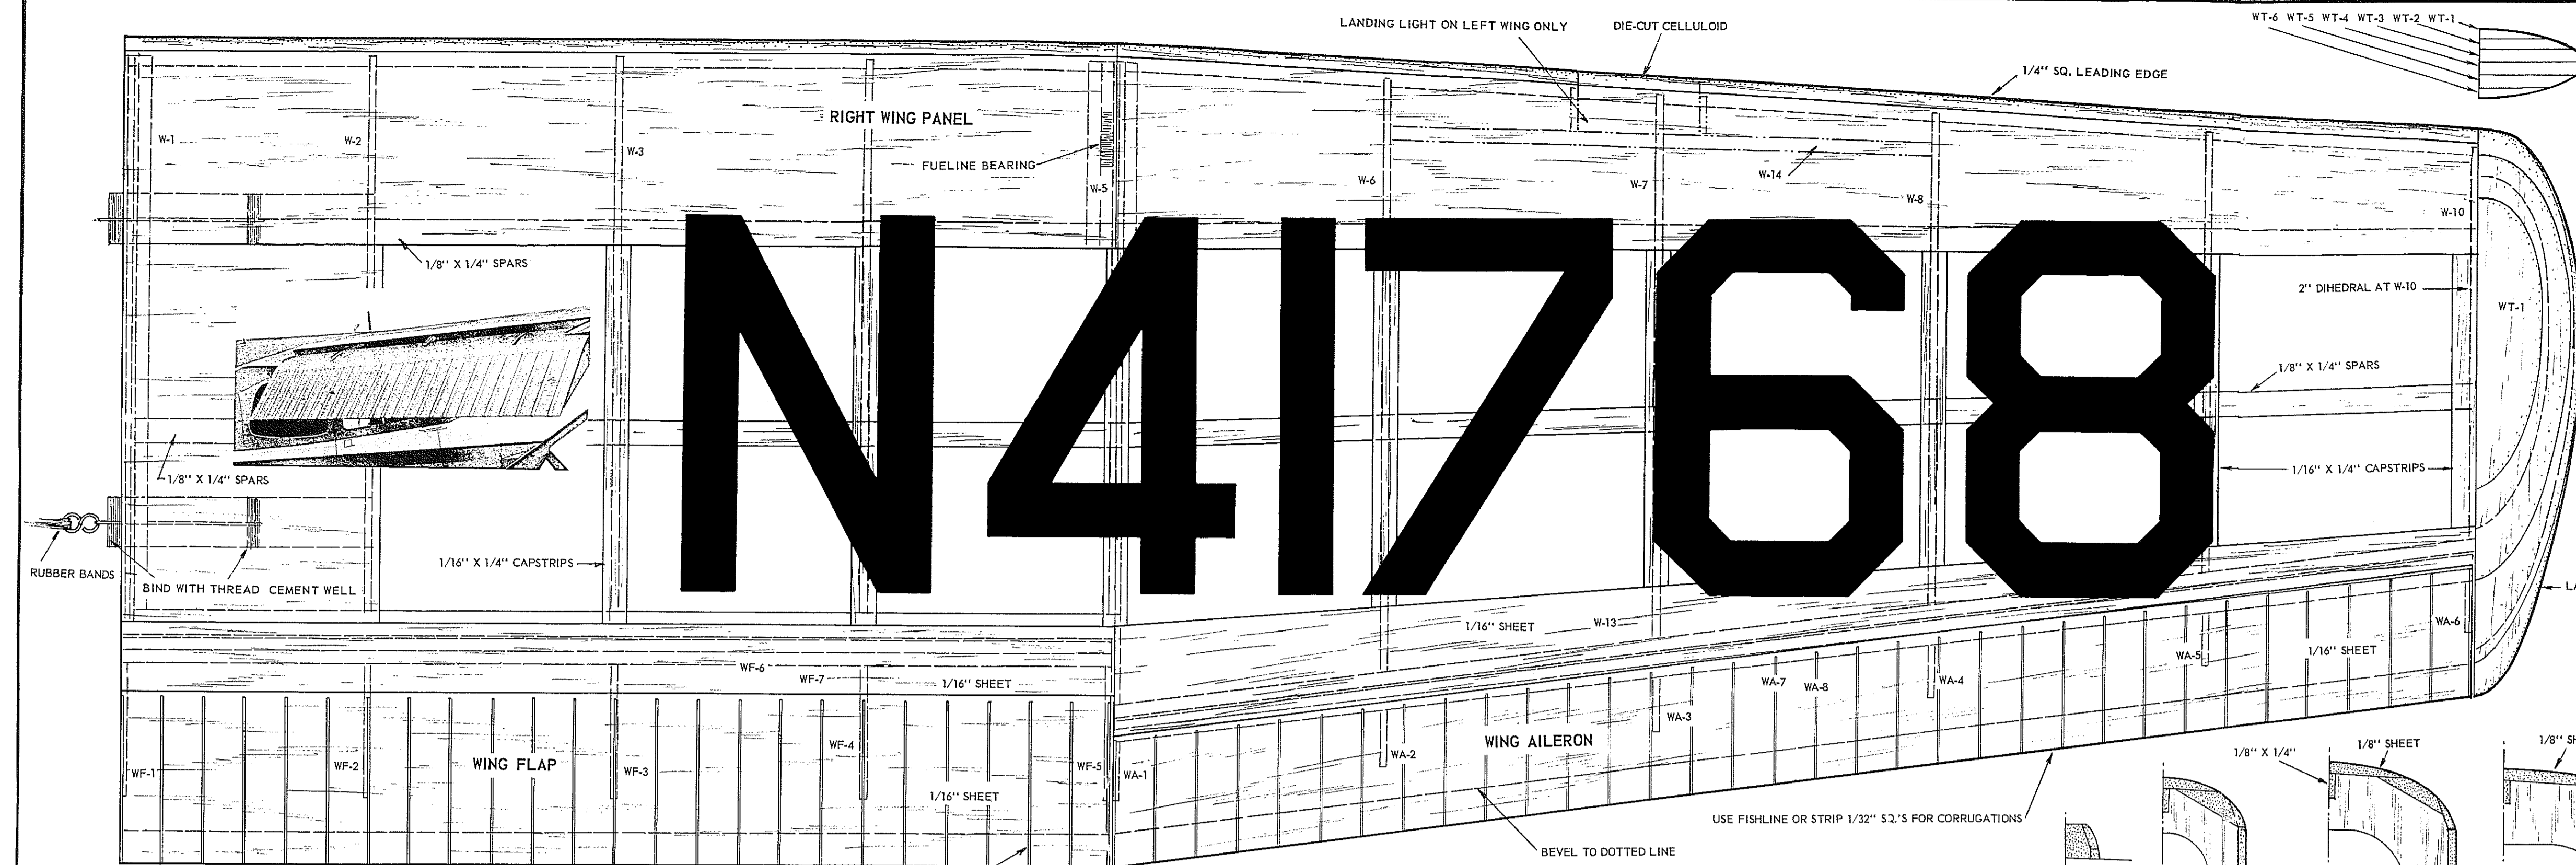 LANDING LIGHT ON LEFT WING ONLY
DIE-CUT CELLULOID
WT-6 WT-5 WT-4 WT-3 WT-2 WT-1
1/4" SQ. LEADING EDGE
RIGHT WING PANEL
W-1
W-2
W-3
FUELINE BEARING
W-5
W-6
W-7
W-14
W-8
W-10
1/8" X 1/4" SPARS
N41768
2" DIHEDRAL AT W-10
WT-1
1/8" X 1/4" SPARS
1/8" X 1/4" SPARS
1/16" X 1/4" CAPSTRIPS
RUBBER BANDS
BIND WITH THREAD CEMENT WELL
1/16" X 1/4" CAPSTRIPS
1/16" SHEET
W-13
WA-6
WA-5
1/16" SHEET
WF-6
WF-7
1/16" SHEET
WA-7
WA-8
WA-4
WA-3
WF-1
WF-2
WING FLAP
WF-3
WF-4
WF-5
WA-1
WA-2
WING AILERON
1/16" SHEET
USE FISHLINE OR STRIP 1/32" SQ.'S FOR CORRUGATIONS
BEVEL TO DOTTED LINE
1/8" X 1/4"
1/8" SHEET